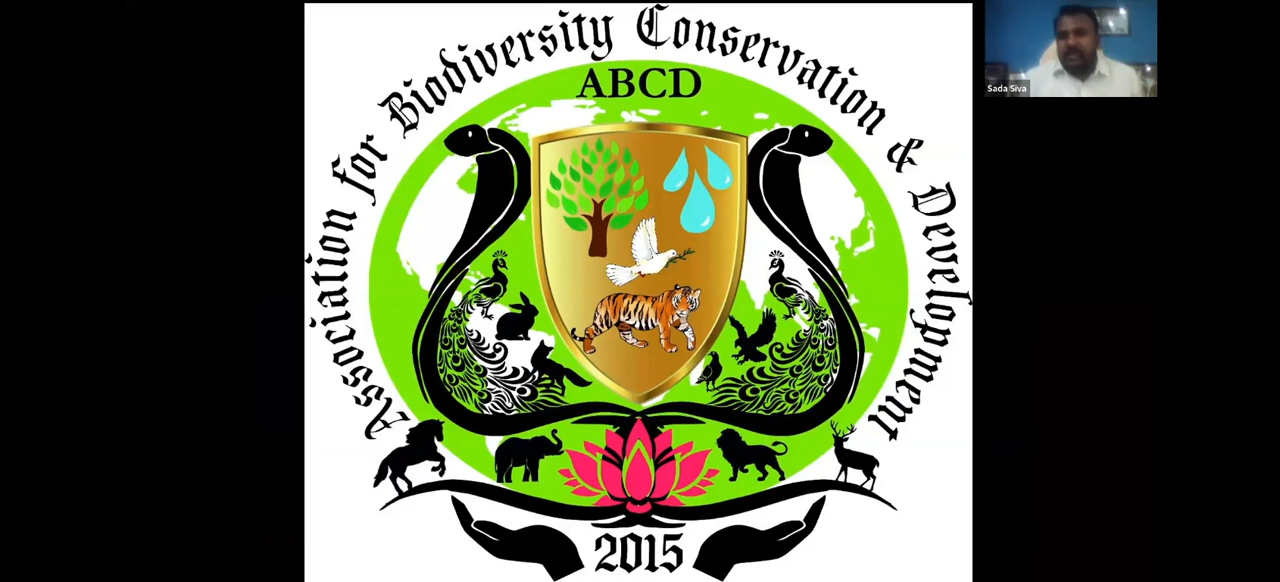 Association for Biodiversity Conservation & Development
ABCD
2015
Sada Siva